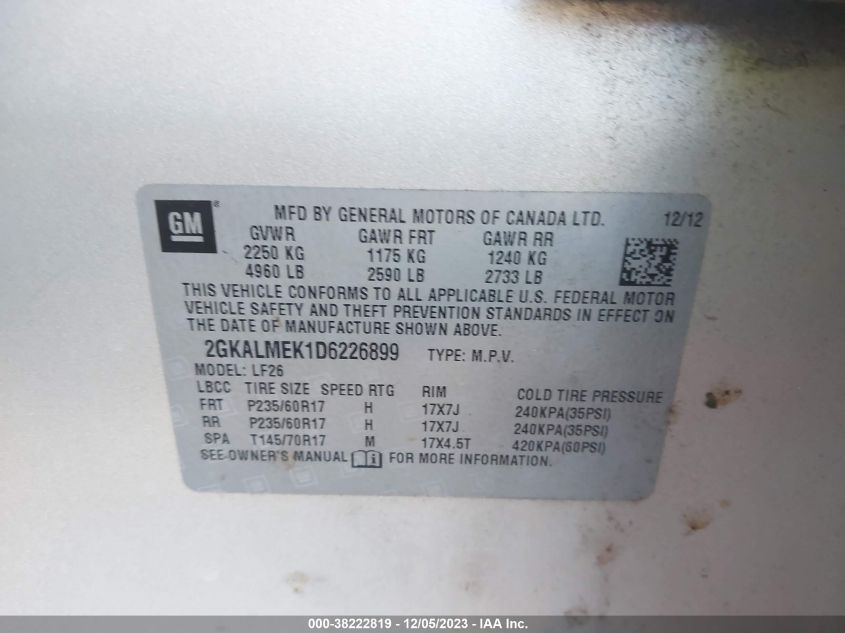 GM® MFD BY GENERAL MOTORS OF CANADA LTD. 12/12
GVWR GAWR FRT GAWR RR
2250 KG 1175 KG 1240 KG
4960 LB 2590 LB 2733 LB
THIS VEHICLE CONFORMS TO ALL APPLICABLE U.S. FEDERAL MOTOR
VEHICLE SAFETY AND THEFT PREVENTION STANDARDS IN EFFECT ON
THE DATE OF MANUFACTURE SHOWN ABOVE.
2GKALMEK1D6226899 TYPE: M.P.V.
MODEL: LF26
LBCC TIRE SIZE SPEED RTG RIM COLD TIRE PRESSURE
FRT P235/60R17 H 17X7J 240KPA(35PSI)
RR P235/60R17 H 17X7J 240KPA(35PSI)
SPA T145/70R17 M 17X4.5T 420KPA(60PSI)
SEE OWNER'S MANUAL FOR MORE INFORMATION.
000-38222819 - 12/05/2023 - IAA Inc.